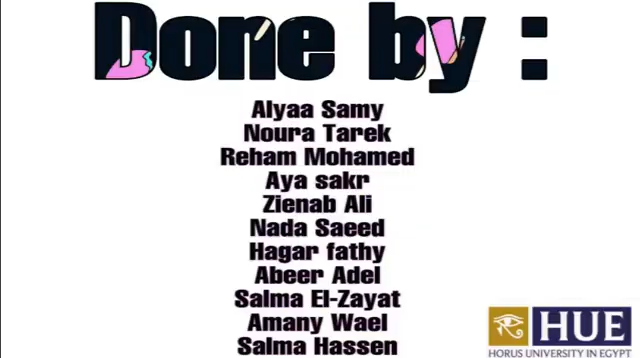 Done by :
Alyaa Samy
Noura Tarek
Reham Mohamed
Aya sakr
Zienab Ali
Nada Saeed
Hagar fathy
Abeer Adel
Salma El-Zayat
Amany Wael
Salma Hassen
HUE
HORUS UNIVERSITY IN EGYPT